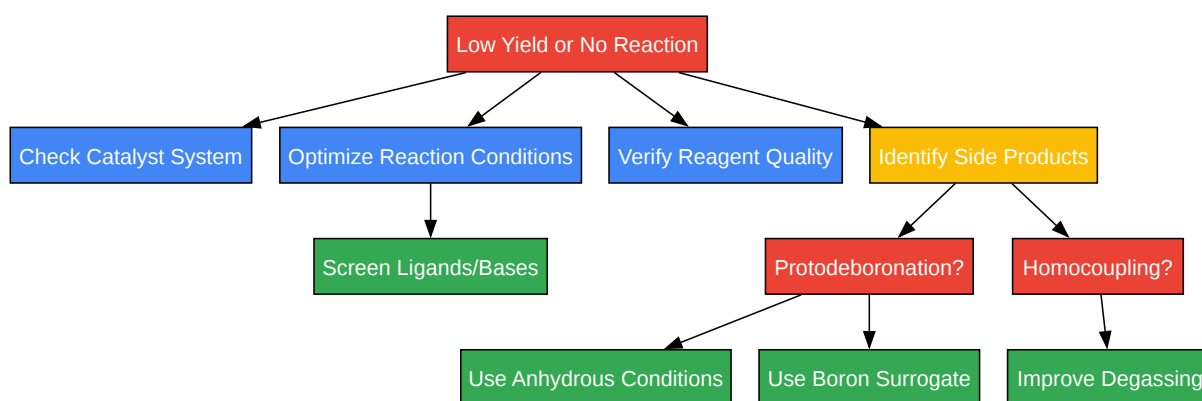 Low Yield or No Reaction
Check Catalyst System
Optimize Reaction Conditions
Verify Reagent Quality
Identify Side Products
Screen Ligands/Bases
Protodeboronation?
Homocoupling?
Use Anhydrous Conditions
Use Boron Surrogate
Improve Degassing